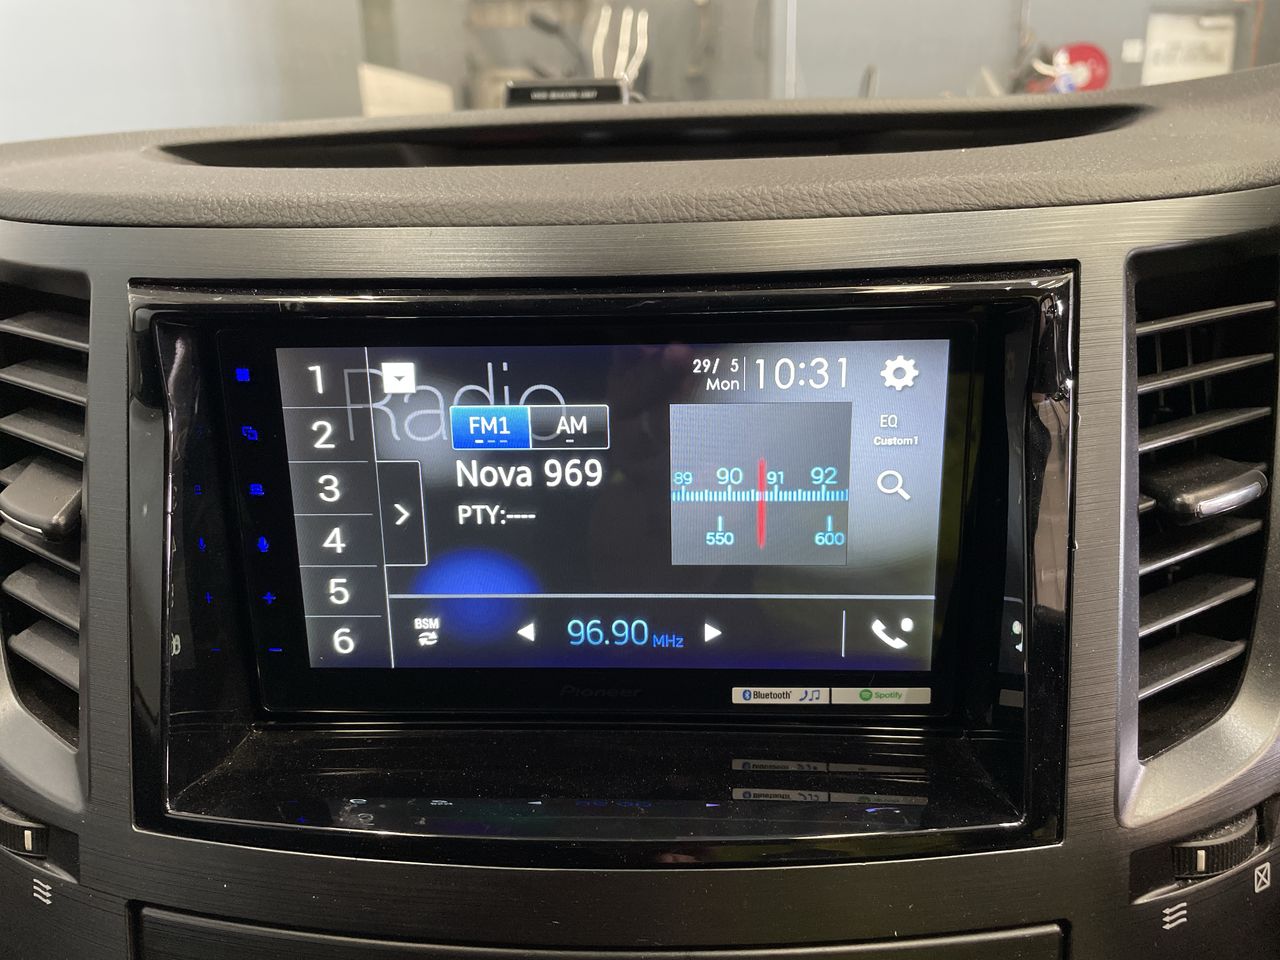 1
2
3
4
5
6
Radio
29/ 5
Mon
10:31
FM1
AM
EQ
Custom1
Nova 969
PTY:----
89 90 91 92
550 600
BSM
96.90 MHz
Pioneer
Bluetooth
Spotify